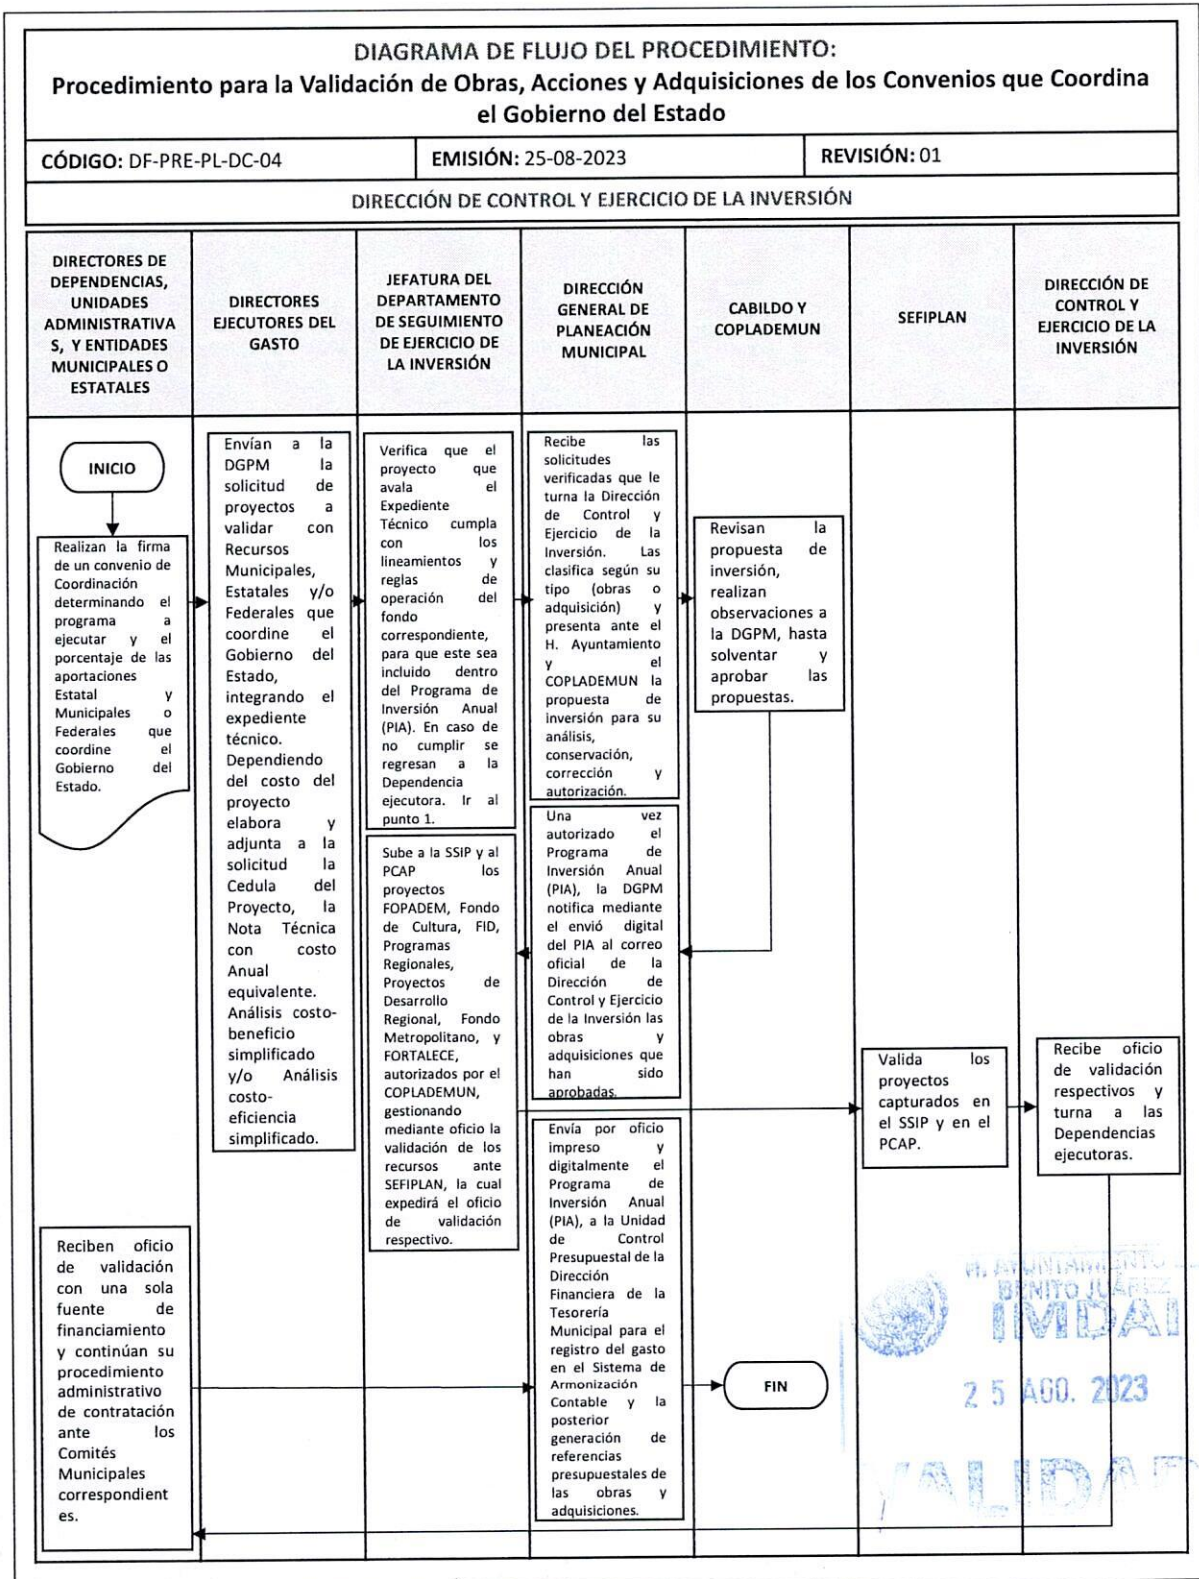 DIAGRAMA DE FLUJO DEL PROCEDIMIENTO:
Procedimiento para la Validación de Obras, Acciones y Adquisiciones de los Convenios que Coordina
el Gobierno del Estado
CÓDIGO: DF-PRE-PL-DC-04
EMISIÓN: 25-08-2023
REVISIÓN: 01
DIRECCIÓN DE CONTROL Y EJERCICIO DE LA INVERSIÓN
DIRECTORES DE
DEPENDENCIAS,
UNIDADES
ADMINISTRATIVA
S, Y ENTIDADES
MUNICIPALES O
ESTATALES
DIRECTORES
EJECUTORES DEL
GASTO
JEFATURA DEL
DEPARTAMENTO
DE SEGUIMIENTO
DE EJERCICIO DE
LA INVERSIÓN
DIRECCIÓN
GENERAL DE
PLANEACIÓN
MUNICIPAL
CABILDO Y
COPLADEMUN
SEFIPLAN
DIRECCIÓN DE
CONTROL Y
EJERCICIO DE LA
INVERSIÓN
INICIO
Realizan la firma
de un convenio de
Coordinación
determinando el
programa a
ejecutar y el
porcentaje de las
aportaciones
Estatal y
Municipales o
Federales que
coordine el
Gobierno del
Estado.
Envían a la
DGPM la
solicitud de
proyectos a
validar con
Recursos
Municipales,
Estatales y/o
Federales que
coordine el
Gobierno del
Estado,
integrando el
expediente
técnico.
Dependiendo
del costo del
proyecto
elabora y
adjunta a la
solicitud la
Cedula del
Proyecto, la
Nota Técnica
con costo
Anual
equivalente.
Análisis costo-
beneficio
simplificado
y/o Análisis
costo-
eficiencia
simplificado.
Verifica que el
proyecto que
avala el
Expediente
Técnico cumpla
con los
lineamientos y
reglas de
operación del
fondo
correspondiente,
para que este sea
incluido dentro
del Programa de
Inversión Anual
(PIA). En caso de
no cumplir se
regresan a la
Dependencia
ejecutora. Ir al
punto 1.
Recibe las
solicitudes
verificadas que le
turna la Dirección
de Control y
Ejercicio de la
Inversión. Las
clasifica según su
tipo (obras o
adquisición) y
presenta ante el
H. Ayuntamiento
y el
COPLADEMUN la
propuesta de
inversión para su
análisis,
conservación,
corrección y
autorización.
Revisan la
propuesta de
inversión,
realizan
observaciones a
la DGPM, hasta
solventar y
aprobar las
propuestas.
Una vez
autorizado el
Programa de
Inversión Anual
(PIA), la DGPM
notifica mediante
el envió digital
del PIA al correo
oficial de la
Dirección de
Control y Ejercicio
de la Inversión las
obras y
adquisiciones que
han sido
aprobadas.
Sube a la SSIP y al
PCAP los
proyectos
FOPADEM, Fondo
de Cultura, FID,
Programas
Regionales,
Proyectos de
Desarrollo
Regional, Fondo
Metropolitano, y
FORTALECE,
autorizados por el
COPLADEMUN,
gestionando
mediante oficio la
validación de los
recursos ante
SEFIPLAN, la cual
expedirá el oficio
de validación
respectivo.
Valida los
proyectos
capturados en
el SSIP y en el
PCAP.
Recibe oficio
de validación
respectivos y
turna a las
Dependencias
ejecutoras.
Reciben oficio
de validación
con una sola
fuente de
financiamiento
y continúan su
procedimiento
administrativo
de contratación
ante los
Comités
Municipales
correspondient
es.
Envía por oficio
impreso y
digitalmente el
Programa de
Inversión Anual
(PIA), a la Unidad
de Control
Presupuestal de la
Dirección
Financiera de la
Tesorería
Municipal para el
registro del gasto
en el Sistema de
Armonización
Contable y la
posterior
generación de
referencias
presupuestales de
las obras y
adquisiciones.
FIN
H. AYUNTAMIENTO
BENITO JUÁREZ
IMDAI
25 AGO. 2023